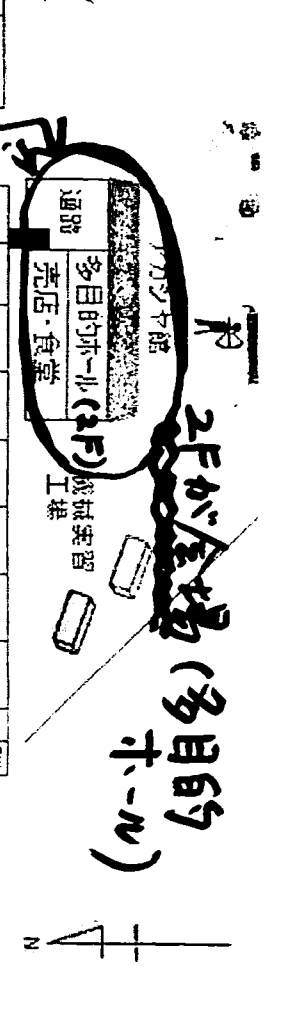 アカシヤ館
通路
多目的ホール(2F)
売店・食堂
機械実習
工場
2Fが会場(多目的
ホール)
N